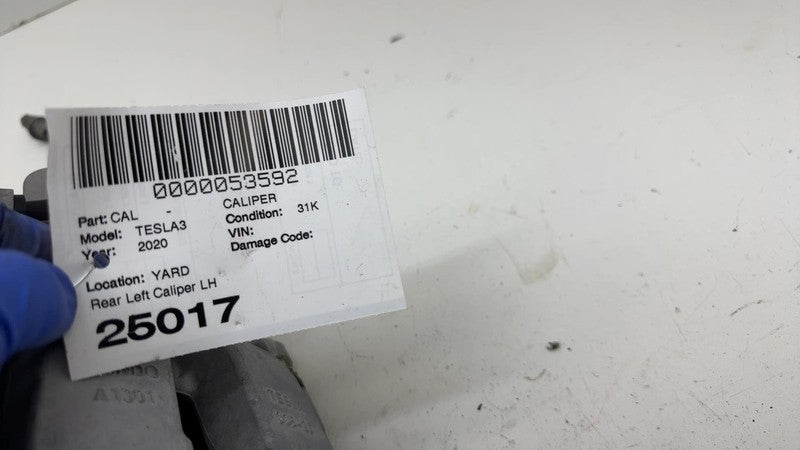 0000053592
Part: CAL - CALIPER
Model: TESLA3 Condition: 31K
Year: 2020 VIN:
Damage Code:
Location: YARD
Rear Left Caliper LH
25017
A1301